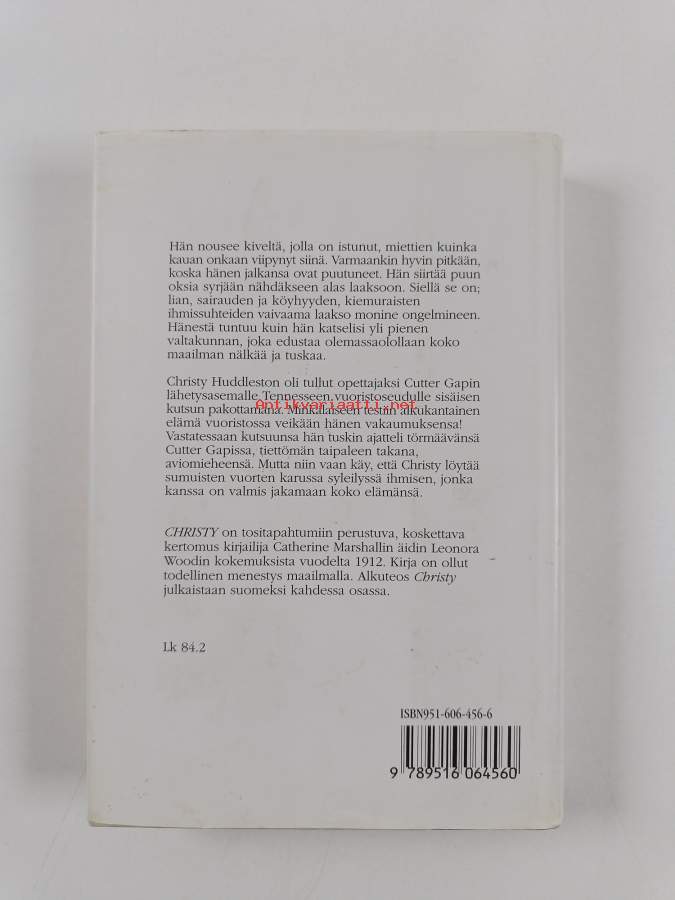 Hän nousee kiveltä, jolla on istunut, miettien kuinka
kauan onkaan viipynyt siinä. Varmaankin hyvin pitkään,
koska hänen jalkansa ovat puutuneet. Hän siirtää puun
oksia syrjään nähdäkseen alas laaksoon. Siellä se on;
lian, sairauden ja köyhyyden, kiemuraisten
ihmissuhteiden vaivaama laakso monine ongelmineen.
Hänestä tuntuu kuin hän katselisi yli pienen
valtakunnan, joka edustaa olemassaolollaan koko
maailman nälkää ja tuskaa.
Christy Huddleston oli tullut opettajaksi Cutter Gapin
lähetysasemalle Tennesseen vuoristoseudulle sisäisen
Antikvariaatti.net
kutsun pakottamana. Minkälaiseen testiin alkukantainen
elämä vuoristossa veikään hänen vakaumuksensa!
Vastatessaan kutsuunsa hän tuskin ajatteli törmäävänsä
Cutter Gapissa, tiettömän taipaleen takana,
aviomieheensä. Mutta niin vaan käy, että Christy löytää
sumuisten vuorten karussa syleilyssä ihmisen, jonka
kanssa on valmis jakamaan koko elämänsä.
CHRISTY on tositapahtumiin perustuva, koskettava
kertomus kirjailija Catherine Marshallin äidin Leonora
Woodin kokemuksista vuodelta 1912. Kirja on ollut
todellinen menestys maailmalla. Alkuteos Christy
julkaistaan suomeksi kahdessa osassa.
Lk 84.2
ISBN951-606-456-6
9 789516 064560